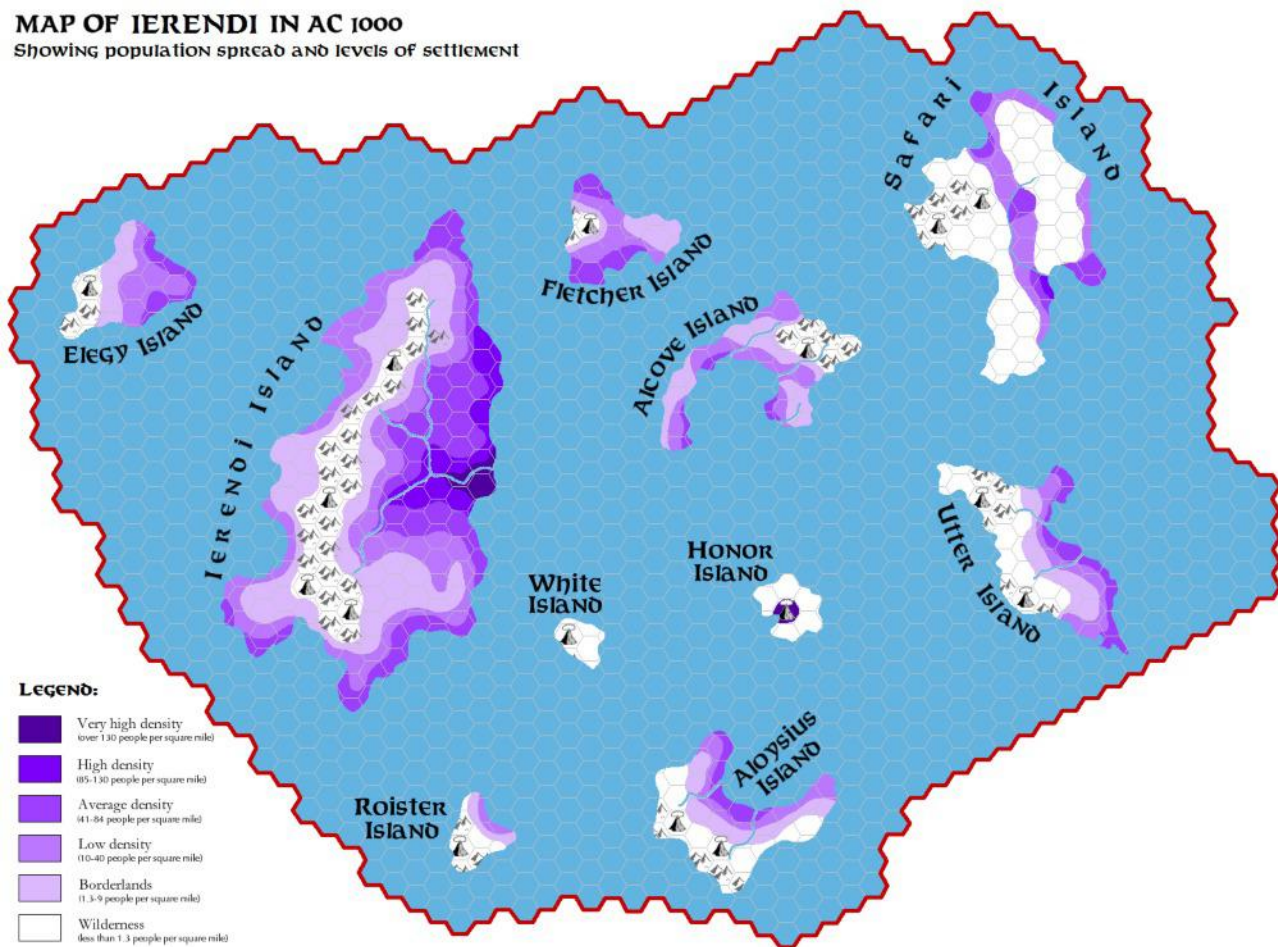 Map of Ierendi in AC 1000
Showing population spread and levels of settlement
Safari Island
Fletcher Island
Elegy Island
Alcove Island
Ierendi Island
Utter Island
Honor
Island
White
Island
Aloysius
Island
Roister
Island
Legend:
Very high density
(over 130 people per square mile)
High density
(85-130 people per square mile)
Average density
(41-84 people per square mile)
Low density
(10-40 people per square mile)
Borderlands
(1.3-9 people per square mile)
Wilderness
(less than 1.3 people per square mile)